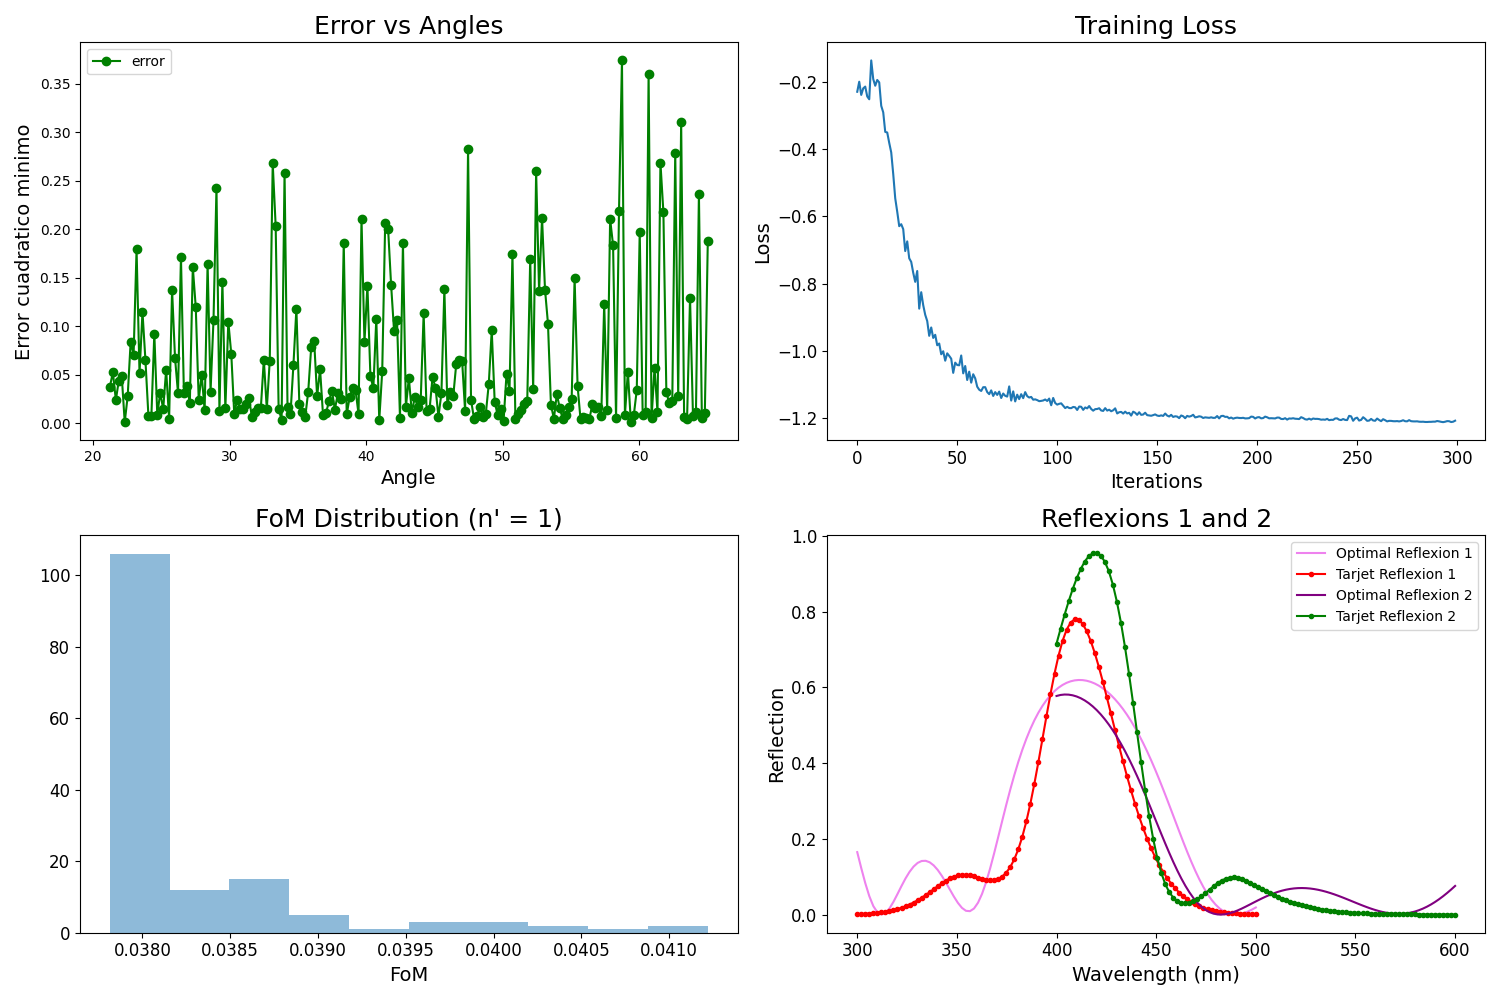 Error vs Angles
error
Error cuadratico minimo
0.35
0.30
0.25
0.20
0.15
0.10
0.05
0.00
20 30 40 50 60
Angle
Training Loss
Loss
−0.2
−0.4
−0.6
−0.8
−1.0
−1.2
0 50 100 150 200 250 300
Iterations
FoM Distribution (n' = 1)
100
80
60
40
20
0
0.0380 0.0385 0.0390 0.0395 0.0400 0.0405 0.0410
FoM
Reflexions 1 and 2
Optimal Reflexion 1
Tarjet Reflexion 1
Optimal Reflexion 2
Tarjet Reflexion 2
Reflection
1.0
0.8
0.6
0.4
0.2
0.0
300 350 400 450 500 550 600
Wavelength (nm)